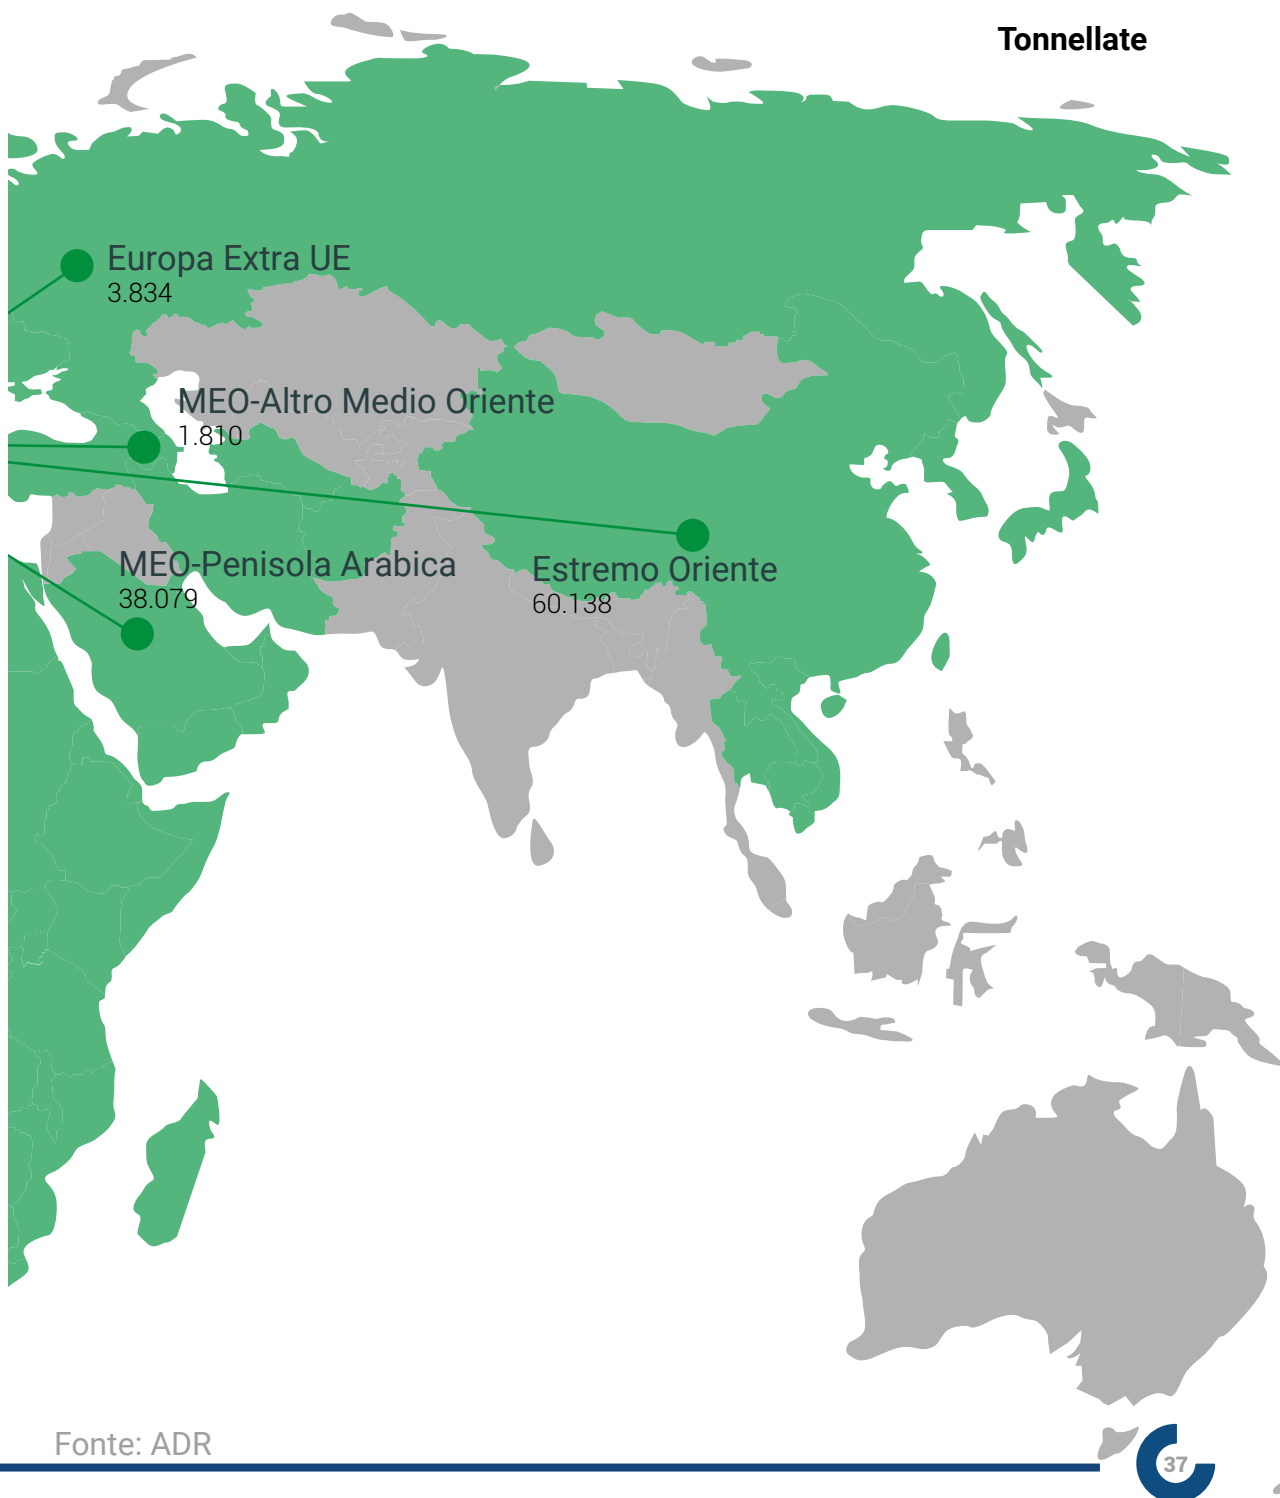 Tonnellate
Europa Extra UE
3.834
MEO-Altro Medio Oriente
1.810
MEO-Penisola Arabica
38.079
Estremo Oriente
60.138
Fonte: ADR
37